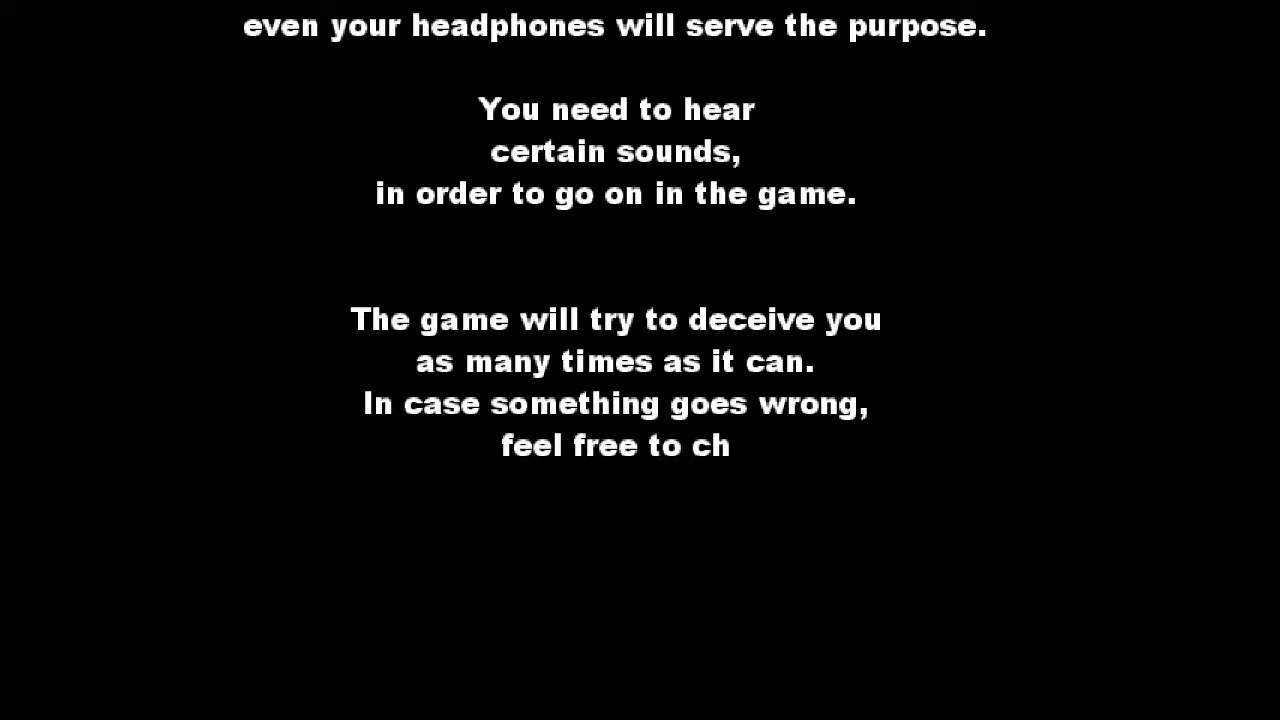 even your headphones will serve the purpose.
You need to hear
certain sounds,
in order to go on in the game.
The game will try to deceive you
as many times as it can.
In case something goes wrong,
feel free to ch